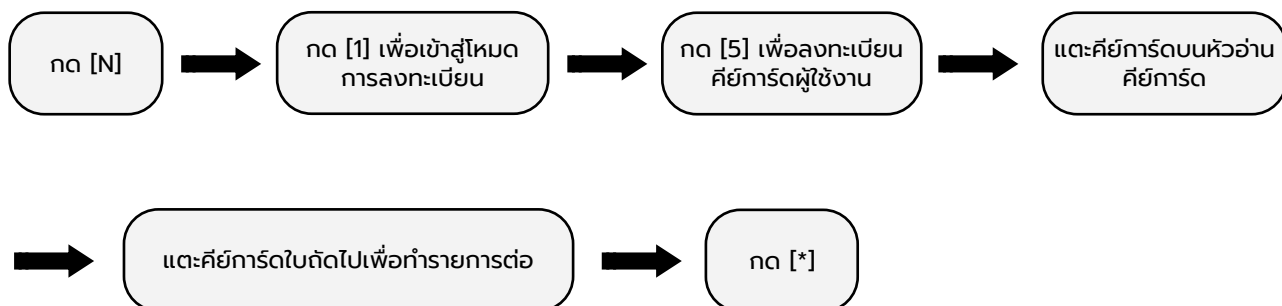 กด [N]
กด [1] เพื่อเข้าสู่โหมด
การลงทะเบียน
กด [5] เพื่อลงทะเบียน
คีย์การ์ดผู้ใช้งาน
แตะคีย์การ์ดบนหัวอ่าน
คีย์การ์ด
แตะคีย์การ์ดใบถัดไปเพื่อทำรายการต่อ
กด [*]